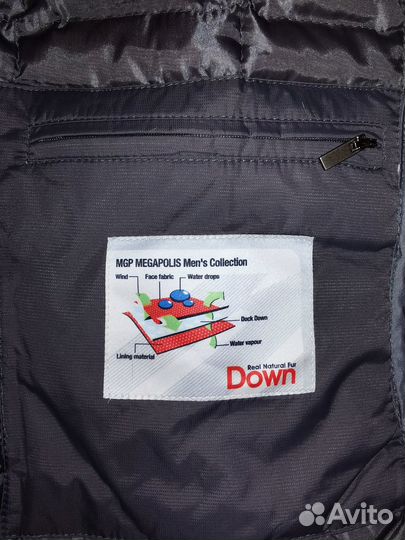 MGP MEGAPOLIS Men's Collection
Wind Face fabric Water drops
Duck Down
Water vapour
Lining material
Real Natural Fur
Down
Avito